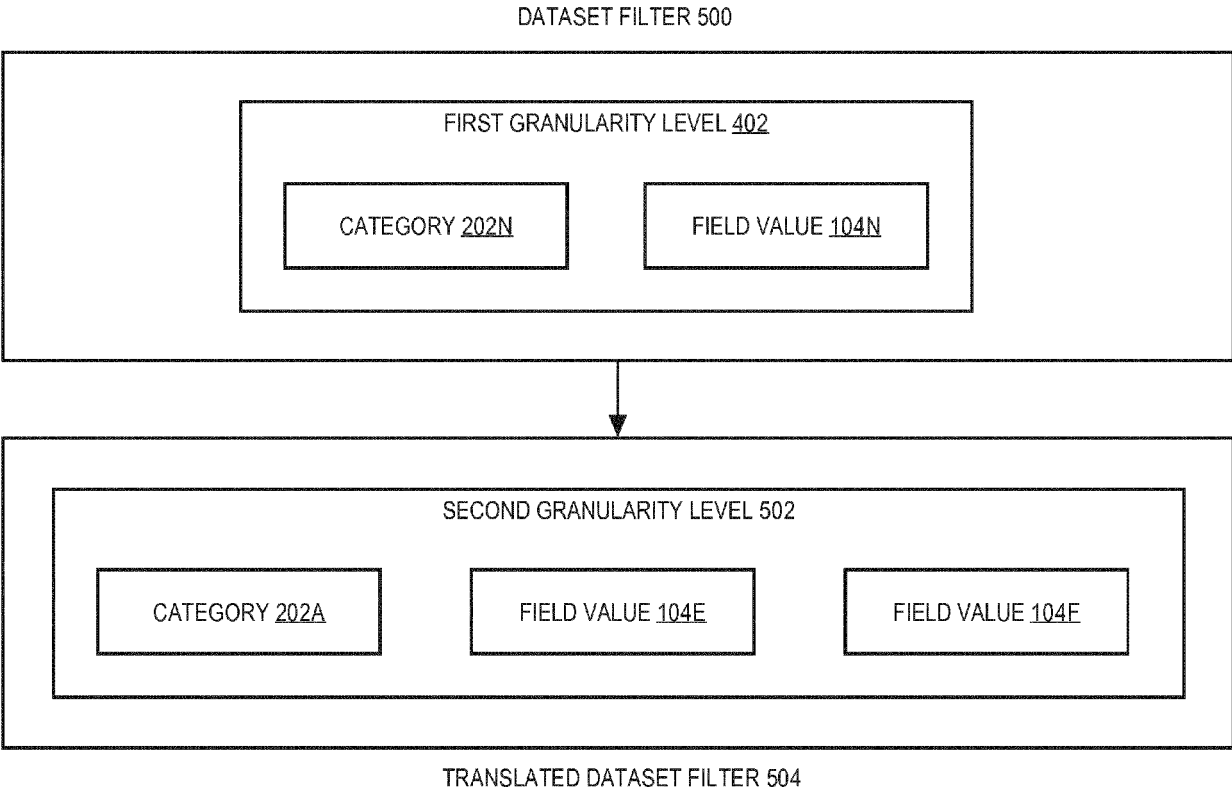 DATASET FILTER 500
FIRST GRANULARITY LEVEL 402
CATEGORY 202N
FIELD VALUE 104N
SECOND GRANULARITY LEVEL 502
CATEGORY 202A
FIELD VALUE 104E
FIELD VALUE 104F
TRANSLATED DATASET FILTER 504